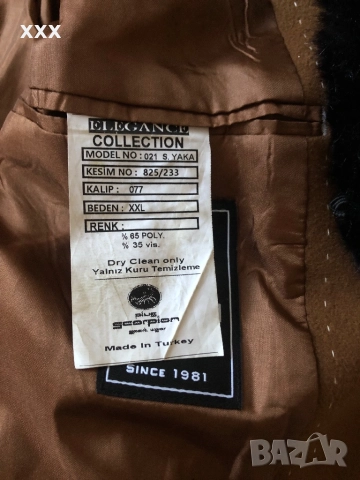 xxx
ELEGANCE
COLLECTION
MODEL NO : 021 S. YAKA
KESİM NO : 825/233
KALIP : 077
BEDEN : XXL
RENK :
% 65 POLY.
% 35 vis.
Dry Clean only
Yalnız Kuru Temizleme
plus
scorpion
Made in Turkey
SINCE 1981
BAZAR